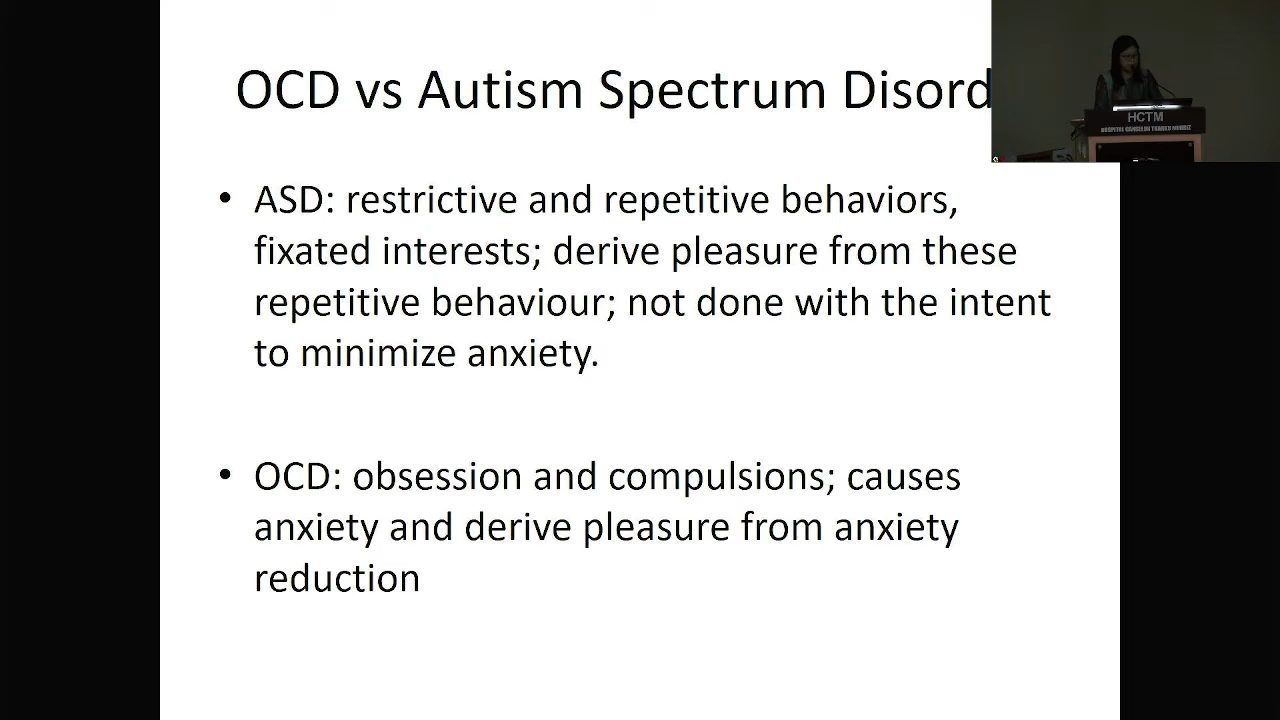 OCD vs Autism Spectrum Disord
HCTM
• ASD: restrictive and repetitive behaviors,
fixated interests; derive pleasure from these
repetitive behaviour; not done with the intent
to minimize anxiety.
• OCD: obsession and compulsions; causes
anxiety and derive pleasure from anxiety
reduction